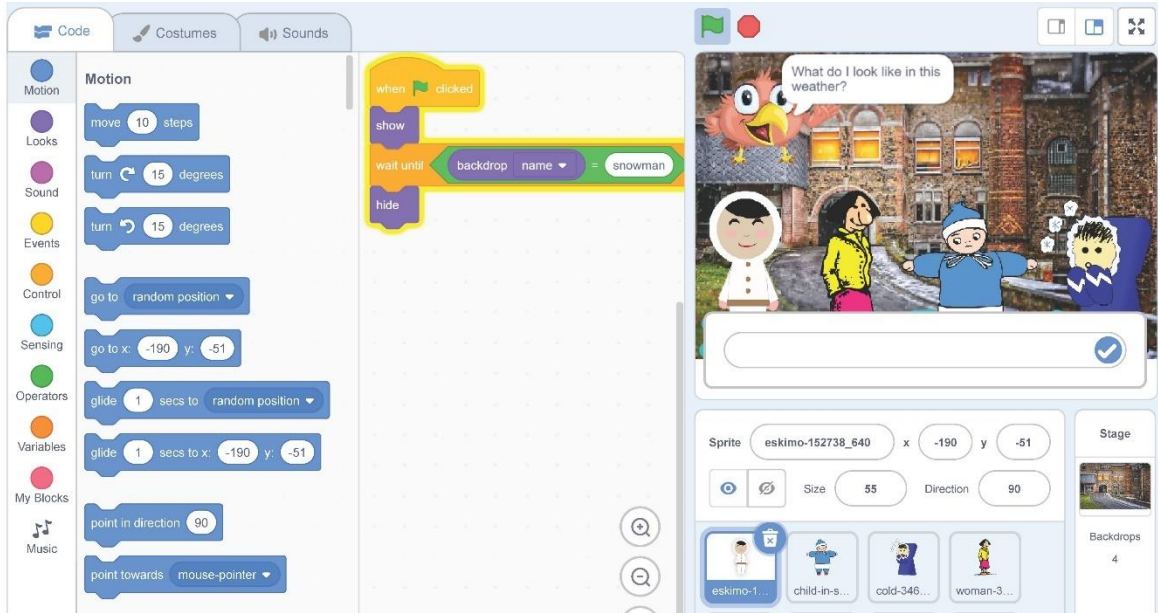 Code
Costumes
Sounds
Motion
Looks
Sound
Events
Control
Sensing
Operators
Variables
My Blocks
Music
Motion
move 10 steps
turn 15 degrees
turn 15 degrees
go to random position
go to x: -190 y: -51
glide 1 secs to random position
glide 1 secs to x: -190 y: -51
point in direction 90
point towards mouse-pointer
when clicked
show
wait until backdrop name = snowman
hide
What do I look like in this
weather?
Sprite eskimo-152738_640 x -190 y -51
Size 55 Direction 90
eskimo-1...
child-in-s...
cold-346...
woman-3...
Stage
Backdrops
4